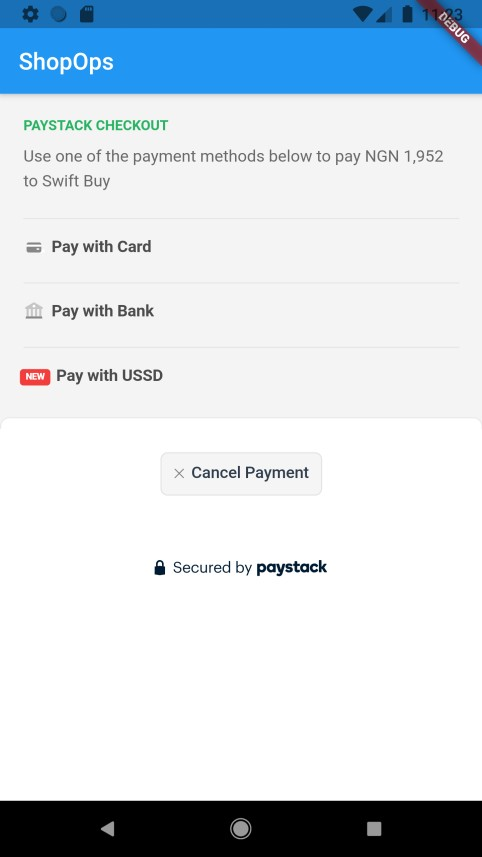 11:23
DEBUG
ShopOps
PAYSTACK CHECKOUT
Use one of the payment methods below to pay NGN 1,952
to Swift Buy
Pay with Card
Pay with Bank
NEW Pay with USSD
Cancel Payment
Secured by paystack